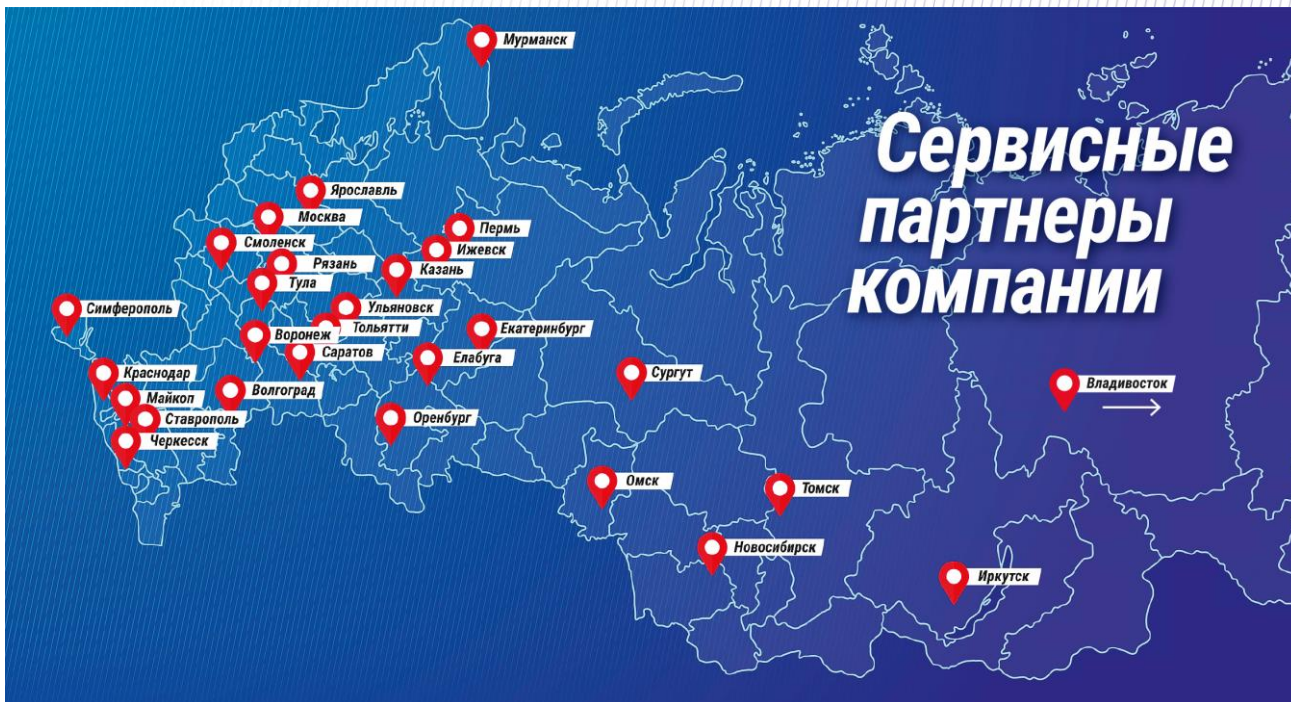 Мурманск
Сервисные
партнеры
компании
Ярославль
Москва
Пермь
Смоленск
Ижевск
Рязань
Казань
Тула
Симферополь
Ульяновск
Тольятти
Екатеринбург
Воронеж
Саратов
Елабуга
Краснодар
Сургут
Владивосток
Волгоград
Майкоп
Ставрополь
Оренбург
Черкесск
Омск
Томск
Новосибирск
Иркутск